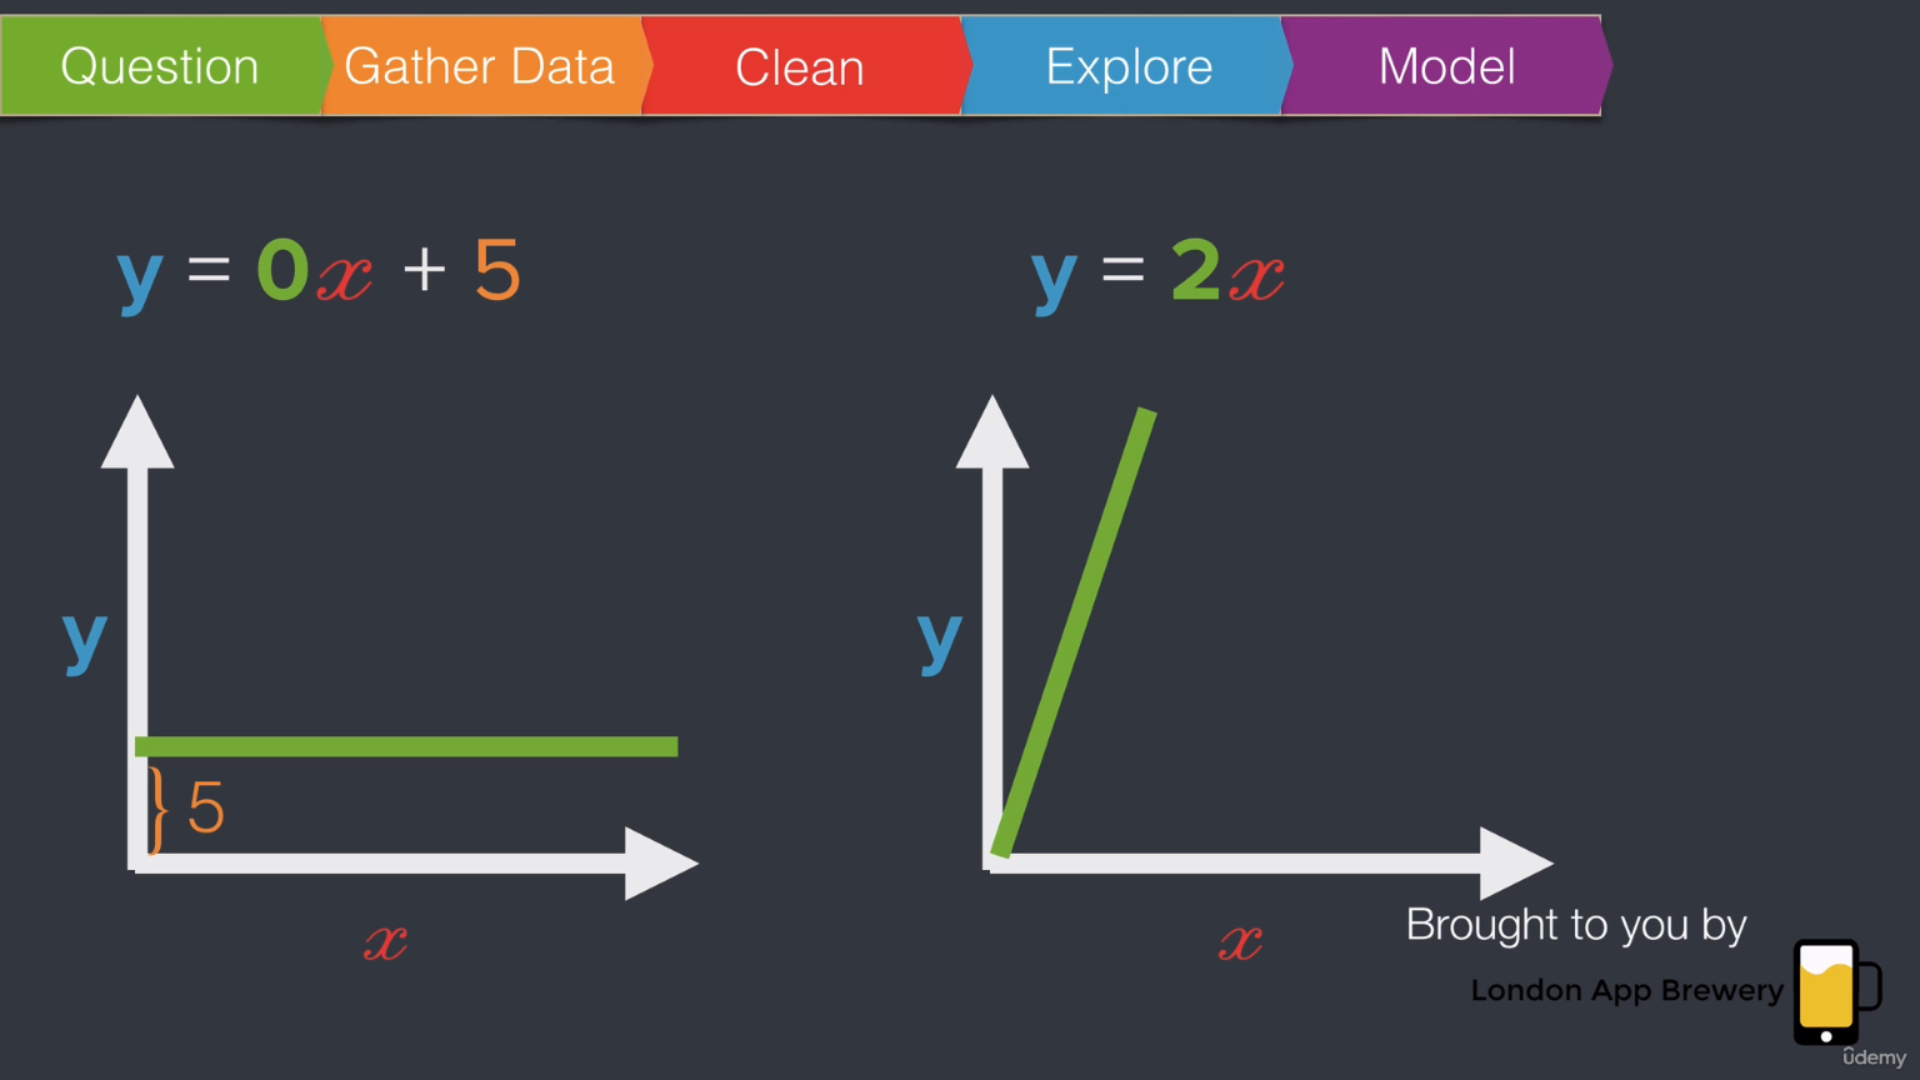 Question Gather Data Clean Explore Model
y = 0x + 5
y = 2x
y
} 5
x
y
x
Brought to you by
London App Brewery
ûdemy